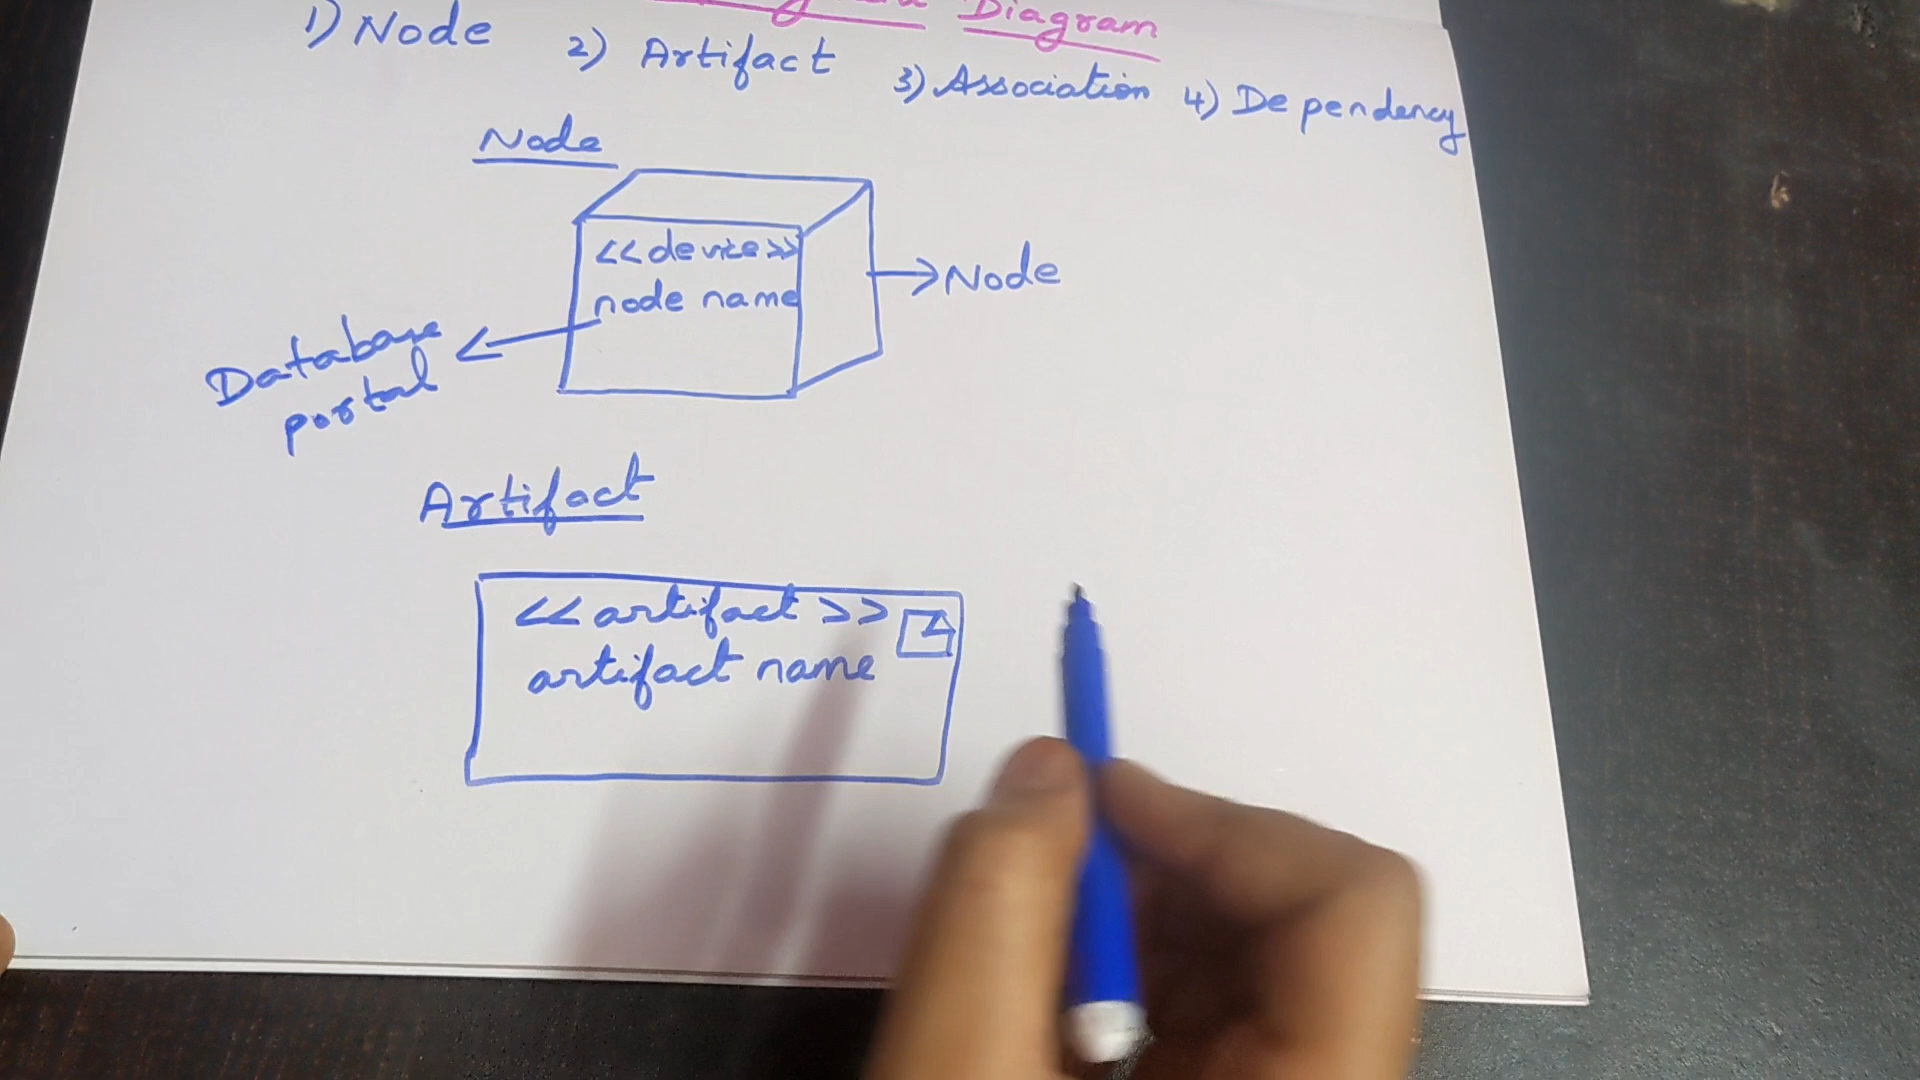 Diagram
1) Node 2) Artifact 3) Association 4) Dependency
Node
<<device>>
node name
Node
Database
portal
Artifact
<<artifact>>
artifact name